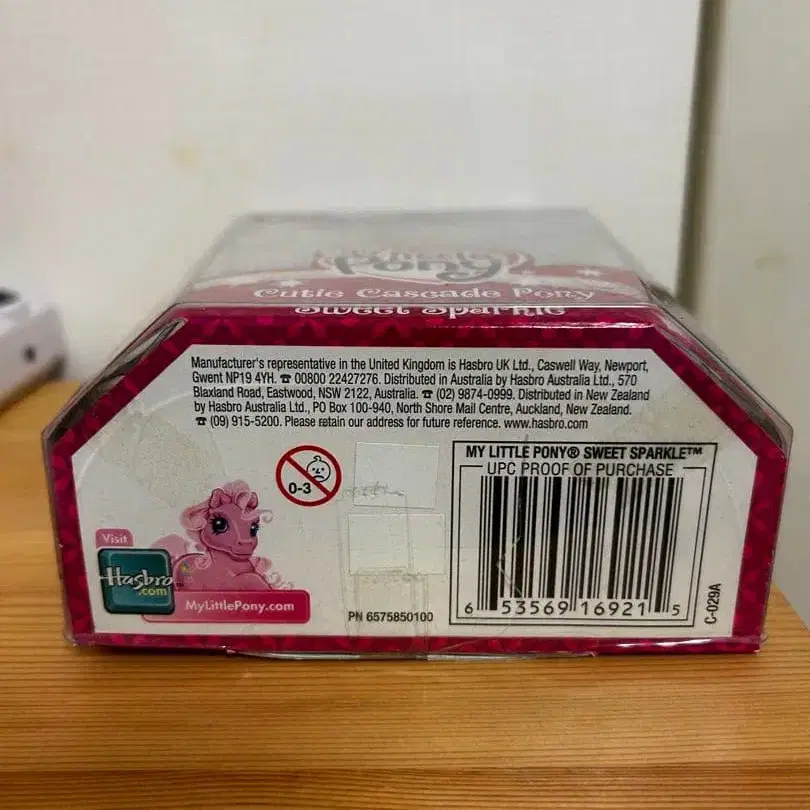 Pony
Cutie Cascade Pony
Sweet Sparkle
Manufacturer's representative in the United Kingdom is Hasbro UK Ltd., Caswell Way, Newport,
Gwent NP19 4YH. ☎ 00800 22427276. Distributed in Australia by Hasbro Australia Ltd., 570
Blaxland Road, Eastwood, NSW 2122, Australia. ☎ (02) 9874-0999. Distributed in New Zealand
by Hasbro Australia Ltd., PO Box 100-940, North Shore Mail Centre, Auckland, New Zealand.
☎ (09) 915-5200. Please retain our address for future reference. www.hasbro.com
0-3
MY LITTLE PONY® SWEET SPARKLE™
UPC PROOF OF PURCHASE
6 53569 16921 5
C-029A
Visit
Hasbro
.com
MyLittlePony.com
PN 6575850100